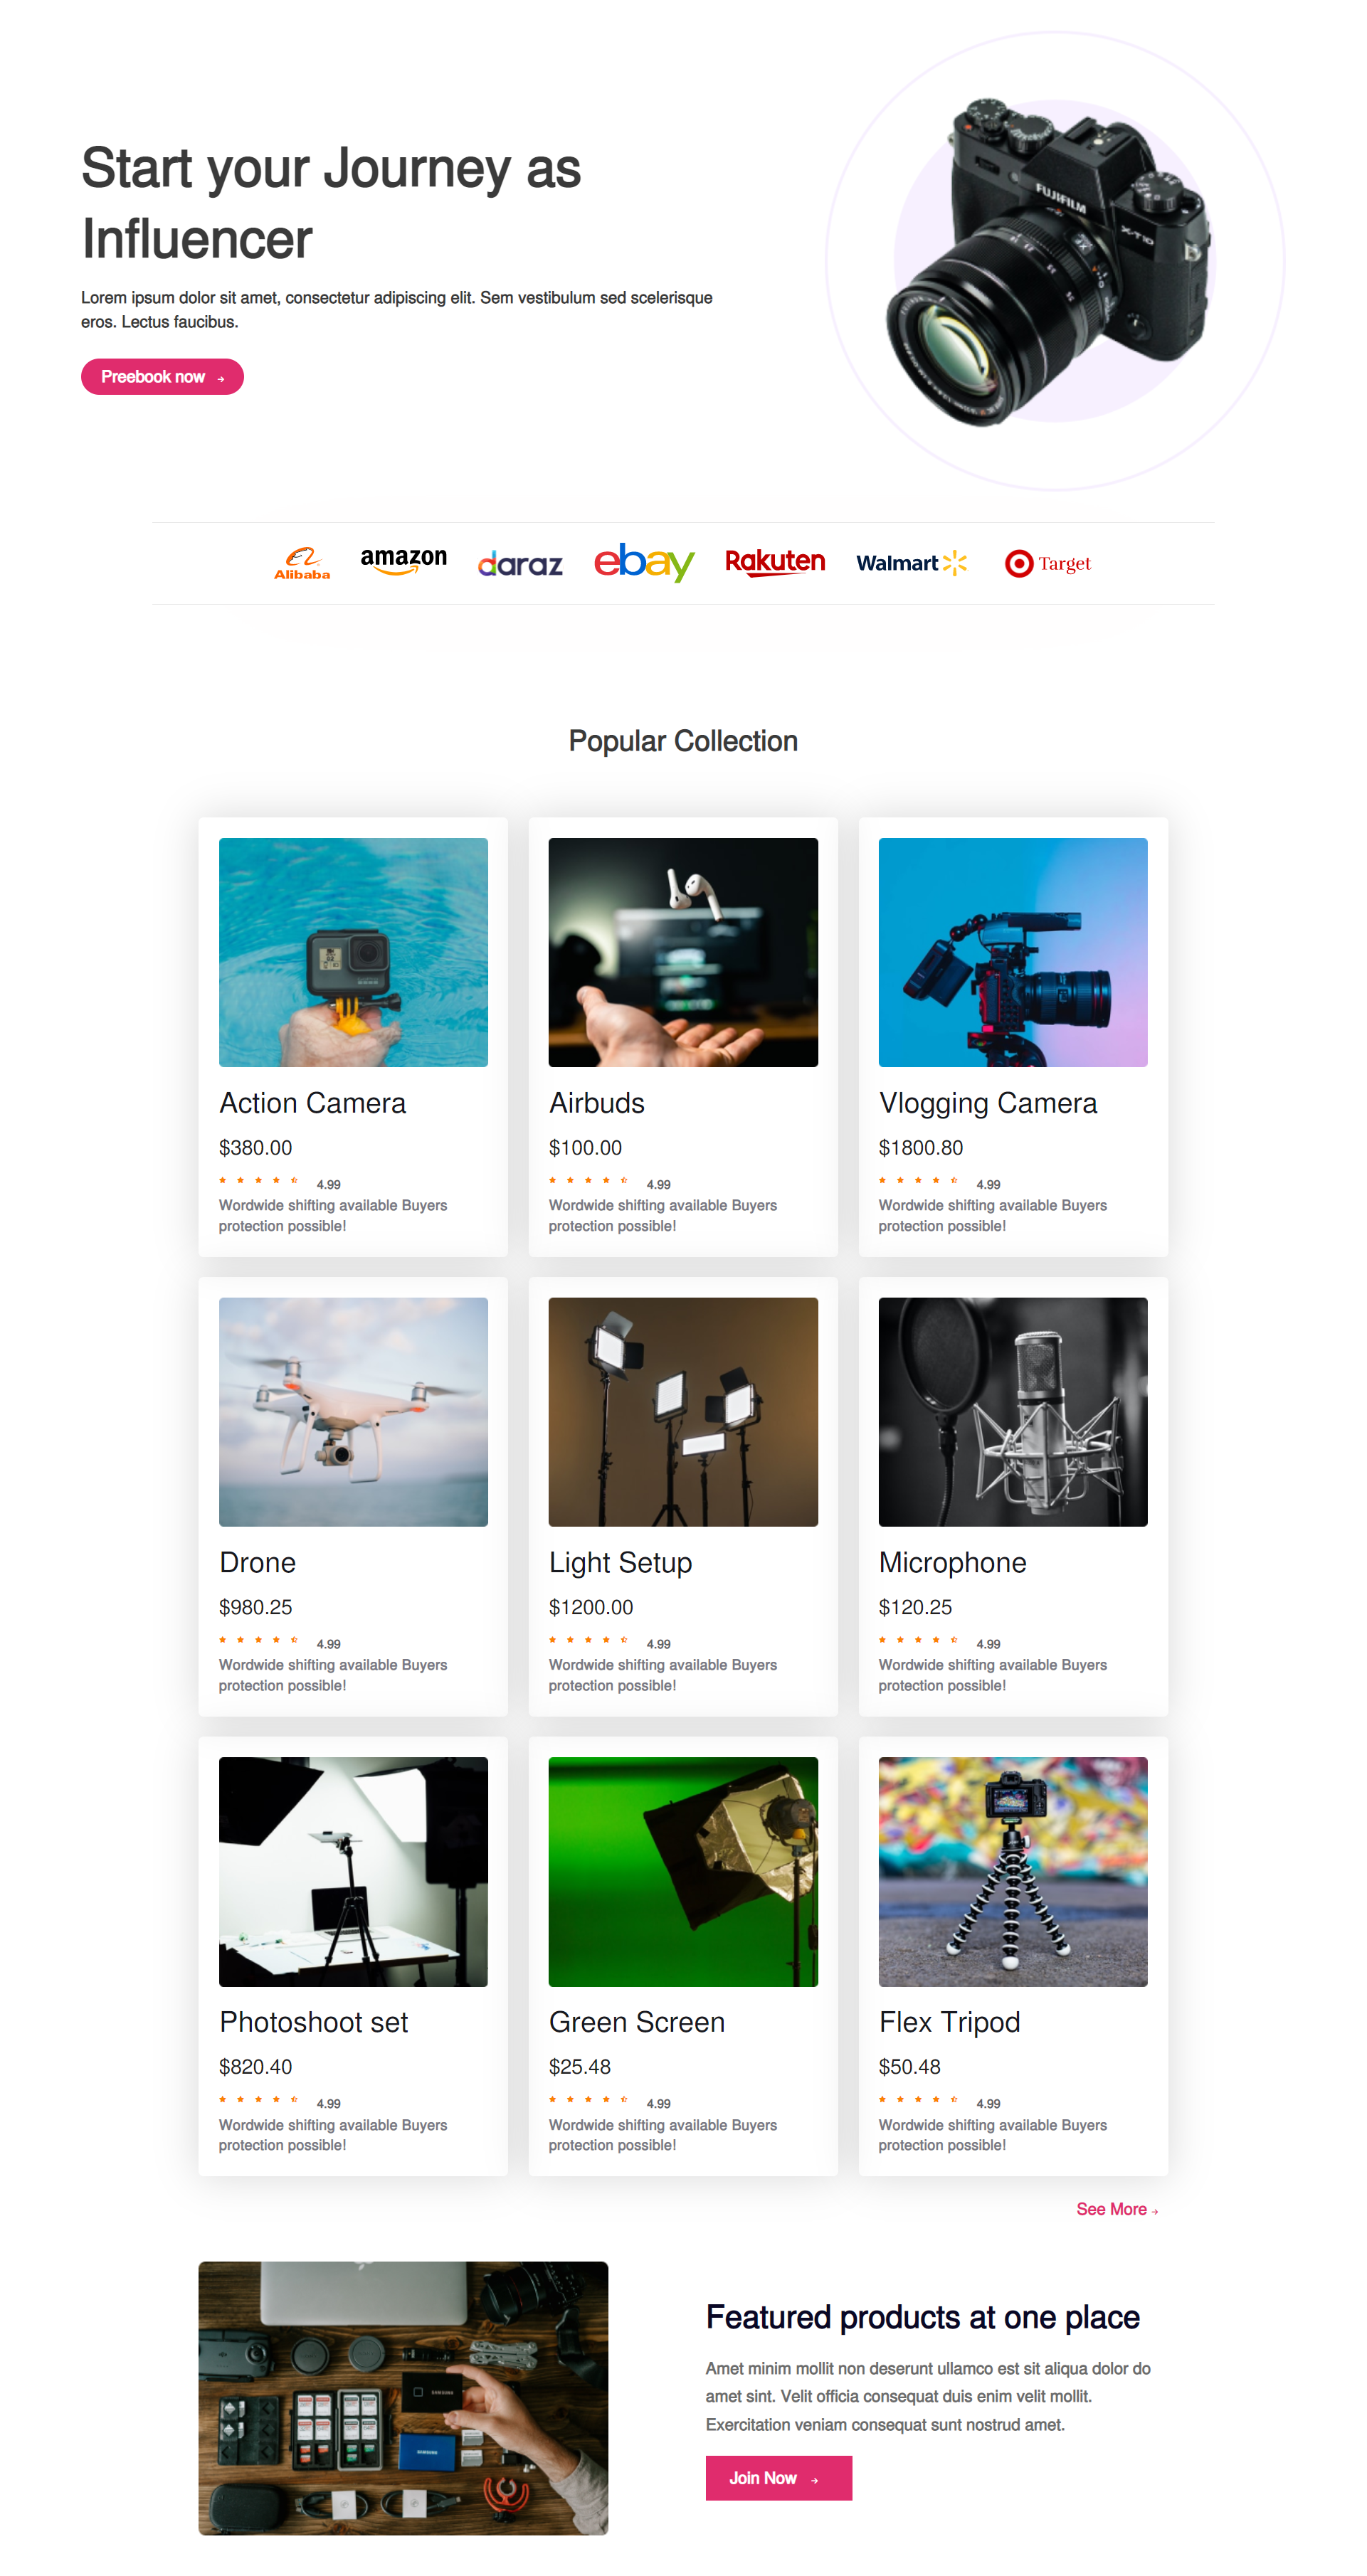 Start your Journey as
Influencer
Lorem ipsum dolor sit amet, consectetur adipiscing elit. Sem vestibulum sed scelerisque
eros. Lectus faucibus.
Preebook now →
FUJIFILM
X-T10
Alibaba
amazon
daraz
ebay
Rakuten
Walmart
Target
Popular Collection
Action Camera
$380.00
4.99
Wordwide shifting available Buyers
protection possible!
Airbuds
$100.00
4.99
Wordwide shifting available Buyers
protection possible!
Vlogging Camera
$1800.80
4.99
Wordwide shifting available Buyers
protection possible!
Drone
$980.25
4.99
Wordwide shifting available Buyers
protection possible!
Light Setup
$1200.00
4.99
Wordwide shifting available Buyers
protection possible!
Microphone
$120.25
4.99
Wordwide shifting available Buyers
protection possible!
Photoshoot set
$820.40
4.99
Wordwide shifting available Buyers
protection possible!
Green Screen
$25.48
4.99
Wordwide shifting available Buyers
protection possible!
Flex Tripod
$50.48
4.99
Wordwide shifting available Buyers
protection possible!
See More →
SAMSUNG
SAMSUNG
Featured products at one place
Amet minim mollit non deserunt ullamco est sit aliqua dolor do
amet sint. Velit officia consequat duis enim velit mollit.
Exercitation veniam consequat sunt nostrud amet.
Join Now →